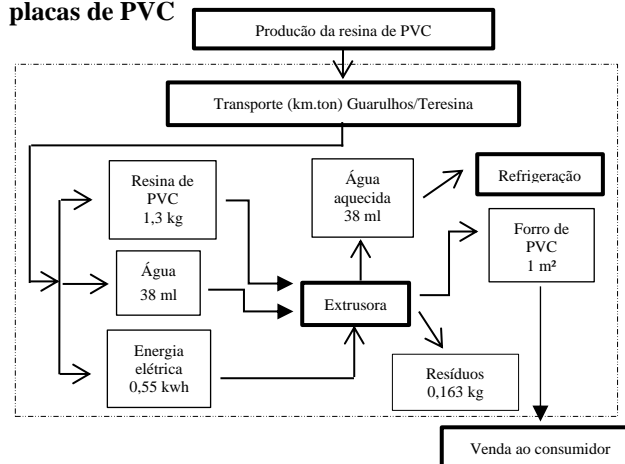 placas de PVC
Produção da resina de PVC
Transporte (km.ton) Guarulhos/Teresina
Resina de
PVC
1,3 kg
Água
aquecida
38 ml
Refrigeração
Forro de
PVC
1 m²
Água
38 ml
Extrusora
Energia
elétrica
0,55 kwh
Resíduos
0,163 kg
Venda ao consumidor